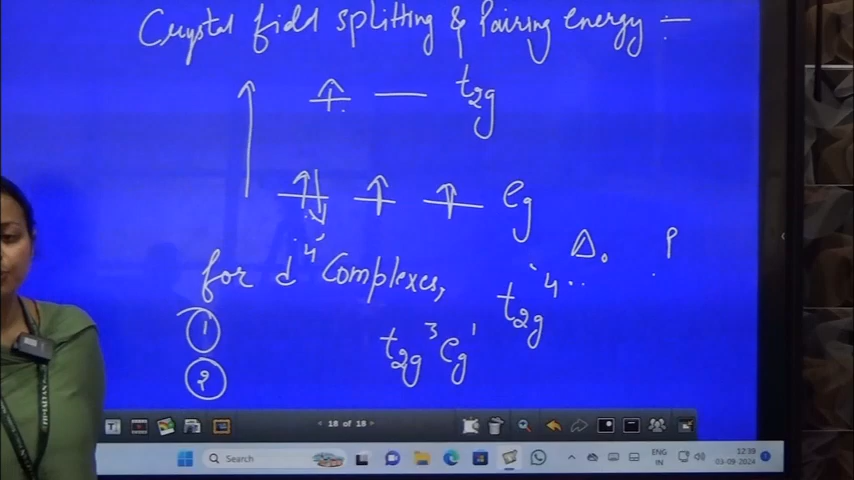 Crystal field splitting & Pairing energy –
t₂g
eg
Δ₀ P
for d⁴ complexes,
t₂g⁴
①
t₂g³ eg¹
②
18 of 18
Search
ENG
IN
12:39
03-09-2024